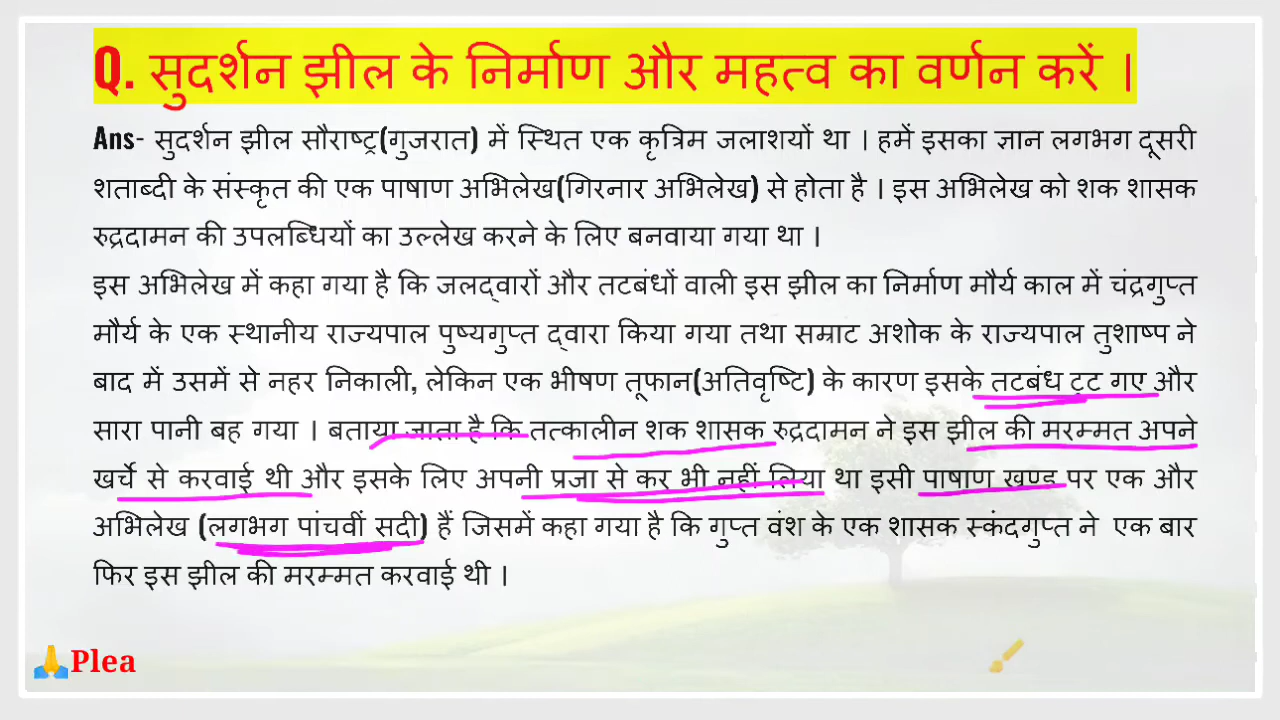 Q. सुदर्शन झील के निर्माण और महत्व का वर्णन करें ।
Ans- सुदर्शन झील सौराष्ट्र(गुजरात) में स्थित एक कृत्रिम जलाशयों था । हमें इसका ज्ञान लगभग दूसरी
शताब्दी के संस्कृत की एक पाषाण अभिलेख(गिरनार अभिलेख) से होता है । इस अभिलेख को शक शासक
रुद्रदामन की उपलब्धियों का उल्लेख करने के लिए बनवाया गया था ।
इस अभिलेख में कहा गया है कि जलद्वारों और तटबंधों वाली इस झील का निर्माण मौर्य काल में चंद्रगुप्त
मौर्य के एक स्थानीय राज्यपाल पुष्यगुप्त द्वारा किया गया तथा सम्राट अशोक के राज्यपाल तुशाष्प ने
बाद में उसमें से नहर निकाली, लेकिन एक भीषण तूफान(अतिवृष्टि) के कारण इसके तटबंध टुट गए और
सारा पानी बह गया । बताया जाता है कि तत्कालीन शक शासक रुद्रदामन ने इस झील की मरम्मत अपने
खर्चे से करवाई थी और इसके लिए अपनी प्रजा से कर भी नहीं लिया था इसी पाषाण खण्ड पर एक और
अभिलेख (लगभग पांचवीं सदी) हैं जिसमें कहा गया है कि गुप्त वंश के एक शासक स्कंदगुप्त ने एक बार
फिर इस झील की मरम्मत करवाई थी ।
🙏Plea